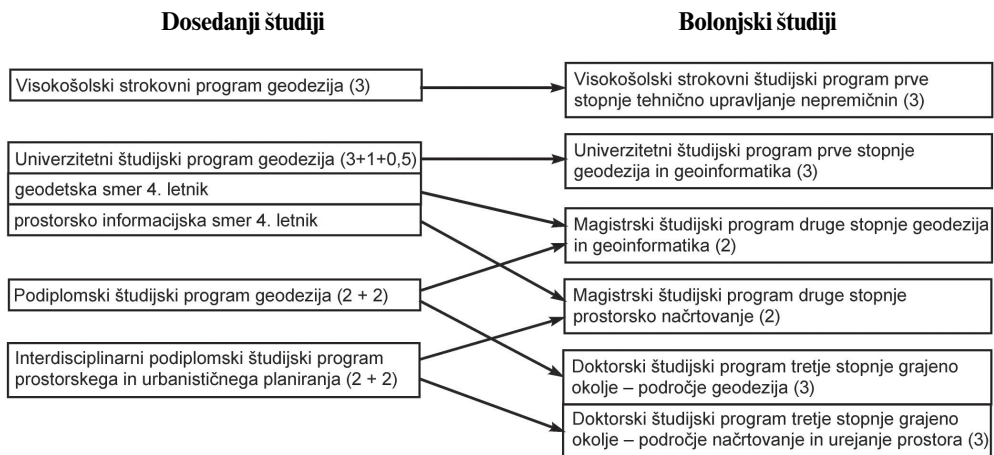 Dosedanji študiji
Visokošolski strokovni program geodezija (3)
Univerzitetni študijski program geodezija (3+1+0,5)
geodetska smer 4. letnik
prostorsko informacijska smer 4. letnik
Podiplomski študijski program geodezija (2 + 2)
Interdisciplinarni podiplomski študijski program
prostorskega in urbanističnega planiranja (2 + 2)
Bolonjski študiji
Visokošolski strokovni študijski program prve
stopnje tehnično upravljanje nepremičnin (3)
Univerzitetni študijski program prve stopnje
geodezija in geoinformatika (3)
Magistrski študijski program druge stopnje geodezija
in geoinformatika (2)
Magistrski študijski program druge stopnje
prostorsko načrtovanje (2)
Doktorski študijski program tretje stopnje grajeno
okolje – področje geodezija (3)
Doktorski študijski program tretje stopnje grajeno
okolje – področje načrtovanje in urejanje prostora (3)